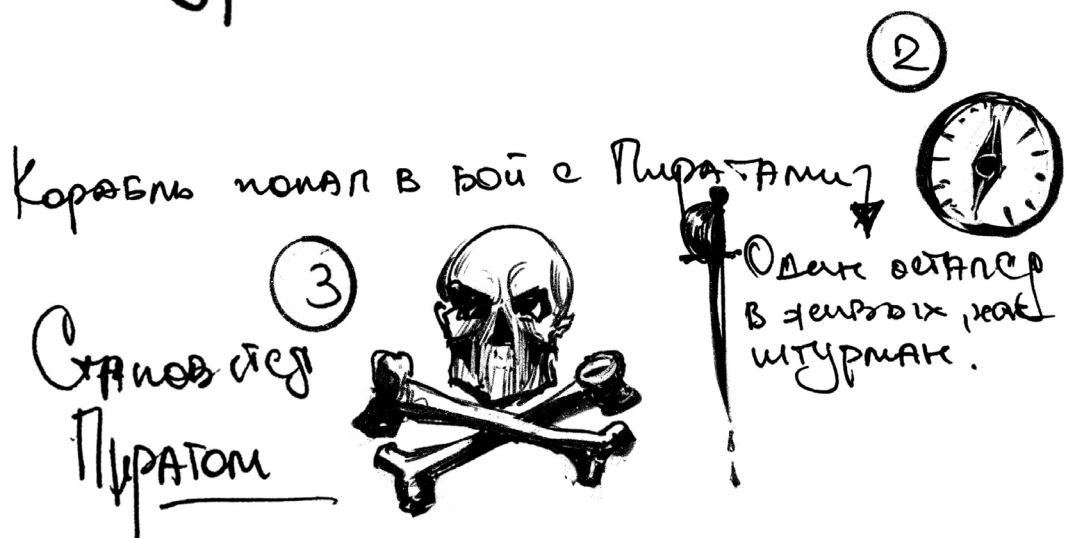 2
Корабль попал в бой с Пиратами
Один остался
в живых, как
штурман.
3
Становится
Пиратом